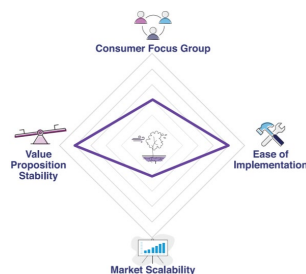 Consumer Focus Group
Value
Proposition
Stability
Ease of
Implementation
Market Scalability